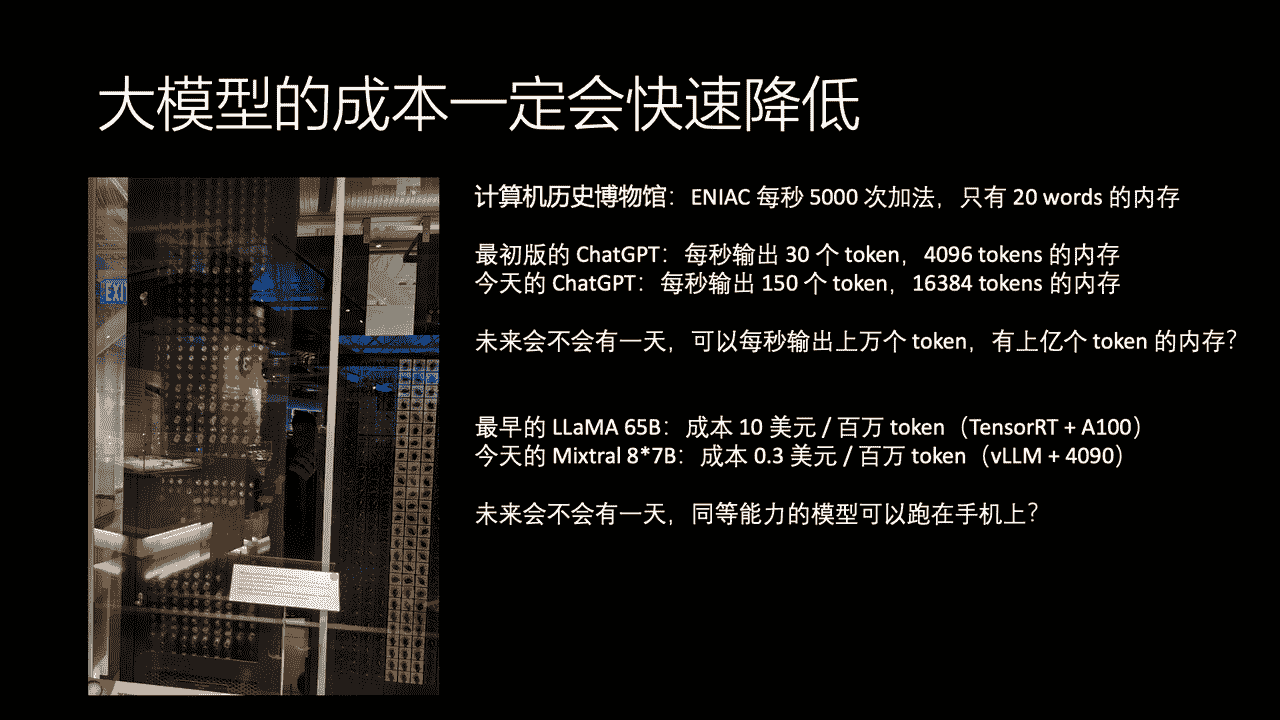 大模型的成本一定会快速降低
计算机历史博物馆：ENIAC 每秒 5000 次加法，只有 20 words 的内存
最初版的 ChatGPT：每秒输出 30 个 token，4096 tokens 的内存
今天的 ChatGPT：每秒输出 150 个 token，16384 tokens 的内存
未来会不会有一天，可以每秒输出上万个 token，有上亿个 token 的内存？
最早的 LLaMA 65B：成本 10 美元 / 百万 token（TensorRT + A100）
今天的 Mixtral 8*7B：成本 0.3 美元 / 百万 token（vLLM + 4090）
未来会不会有一天，同等能力的模型可以跑在手机上？
EXI